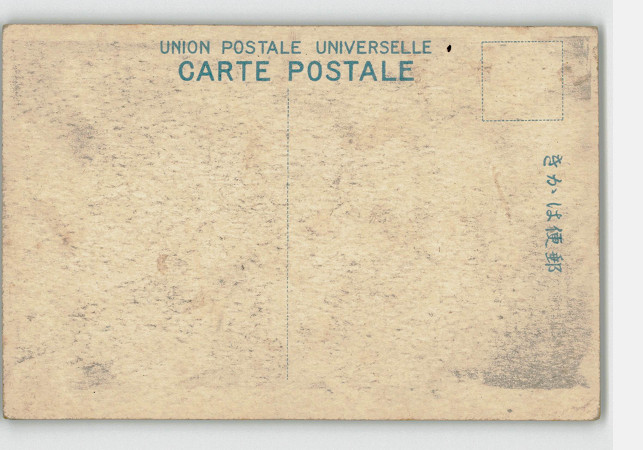 UNION POSTALE UNIVERSELLE
CARTE POSTALE
きかは便郵